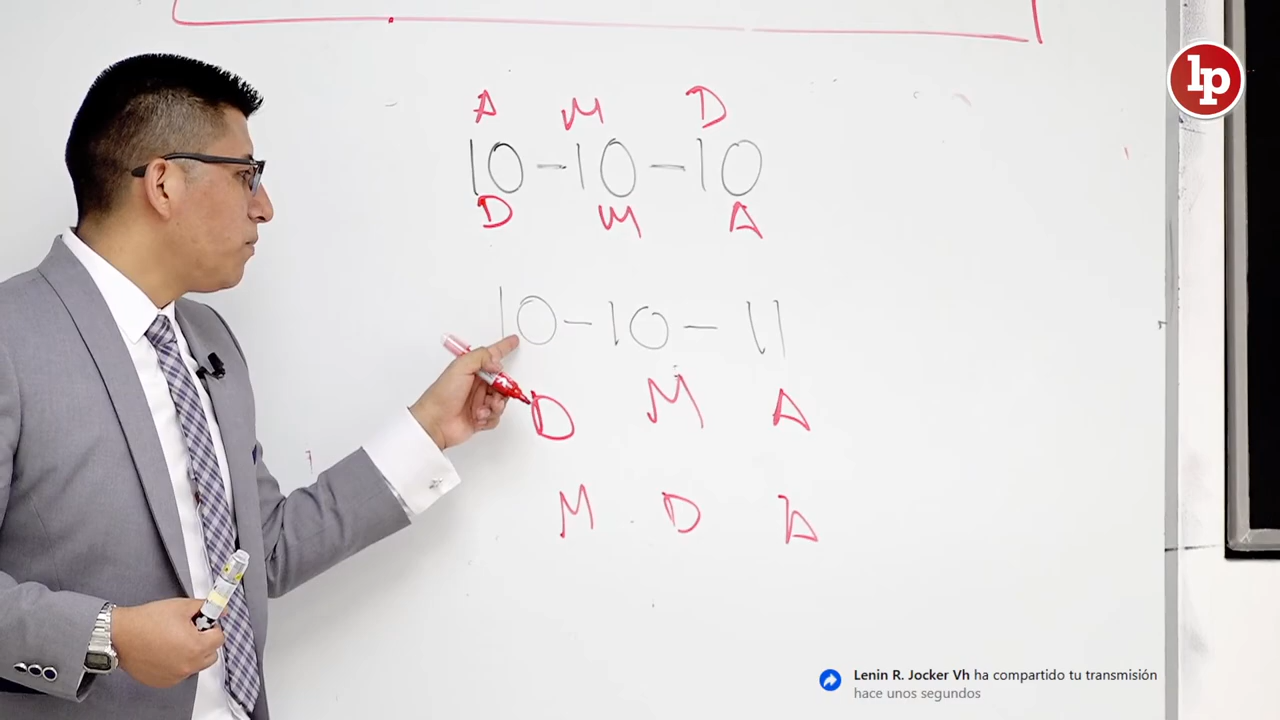 lp
A M D
10-10-10
D M A
10-10-11
D M A
M D A
Lenin R. Jocker Vh ha compartido tu transmisión
hace unos segundos